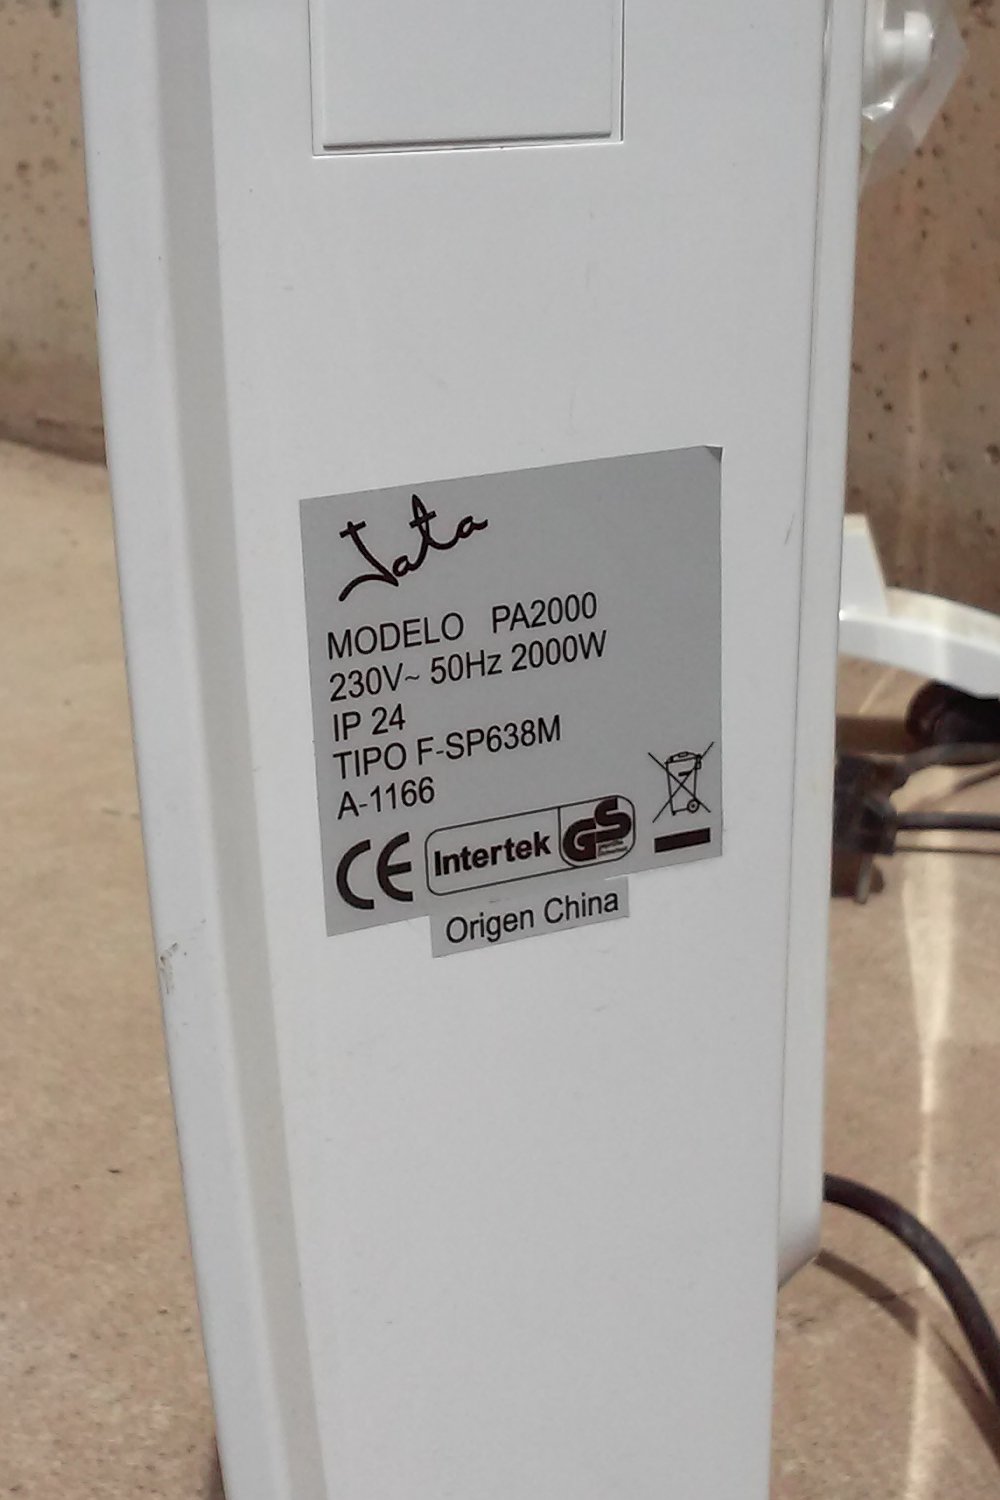 Jata
MODELO PA2000
230V~ 50Hz 2000W
IP 24
TIPO F-SP638M
A-1166
CE Intertek GS
Origen China